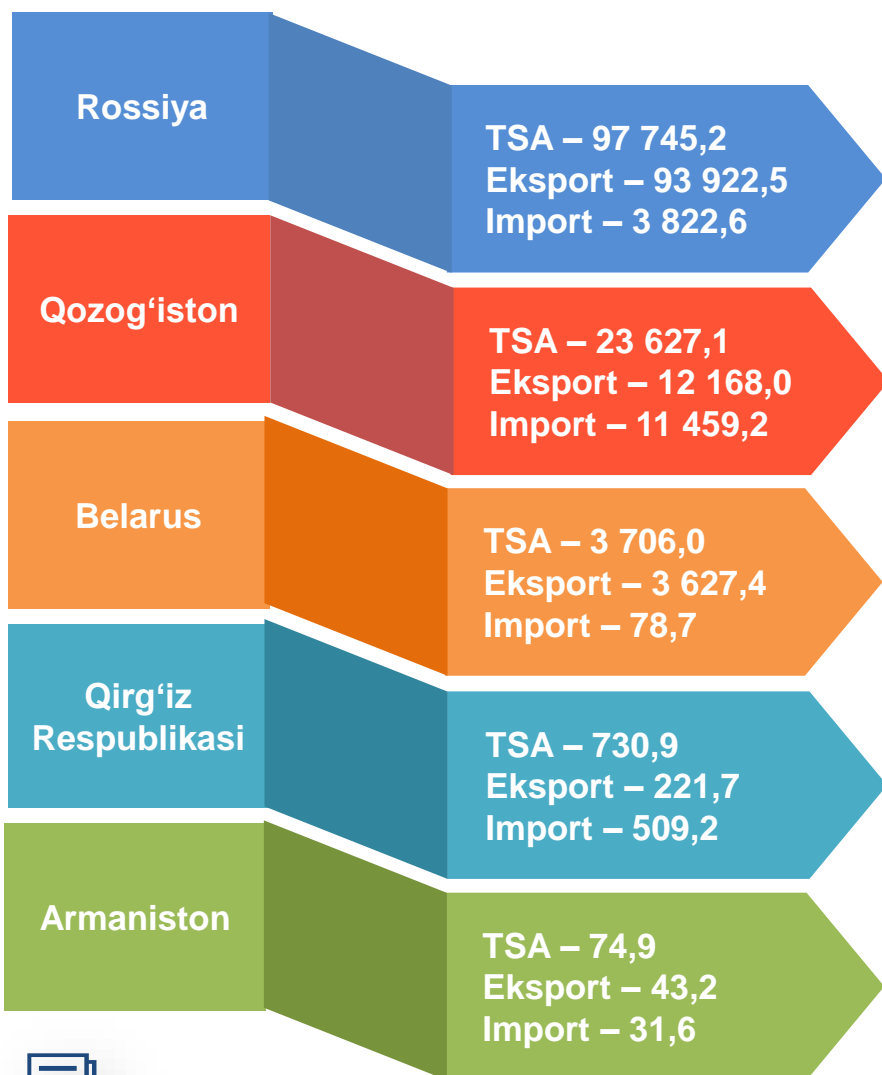 Rossiya
TSA – 97 745,2
Eksport – 93 922,5
Import – 3 822,6
Qozog‘iston
TSA – 23 627,1
Eksport – 12 168,0
Import – 11 459,2
Belarus
TSA – 3 706,0
Eksport – 3 627,4
Import – 78,7
Qirg‘iz
Respublikasi
TSA – 730,9
Eksport – 221,7
Import – 509,2
Armaniston
TSA – 74,9
Eksport – 43,2
Import – 31,6